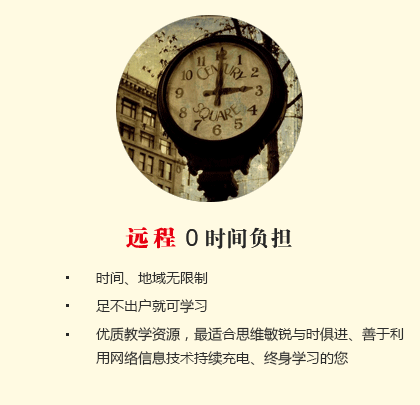 11 12 1
10 2
9 3
8 4
7 6 5
CENTURY
SQUARE
远程 0 时间负担
▪ 时间、地域无限制
▪ 足不出户就可学习
▪ 优质教学资源，最适合思维敏锐与时俱进、善于利
用网络信息技术持续充电、终身学习的您